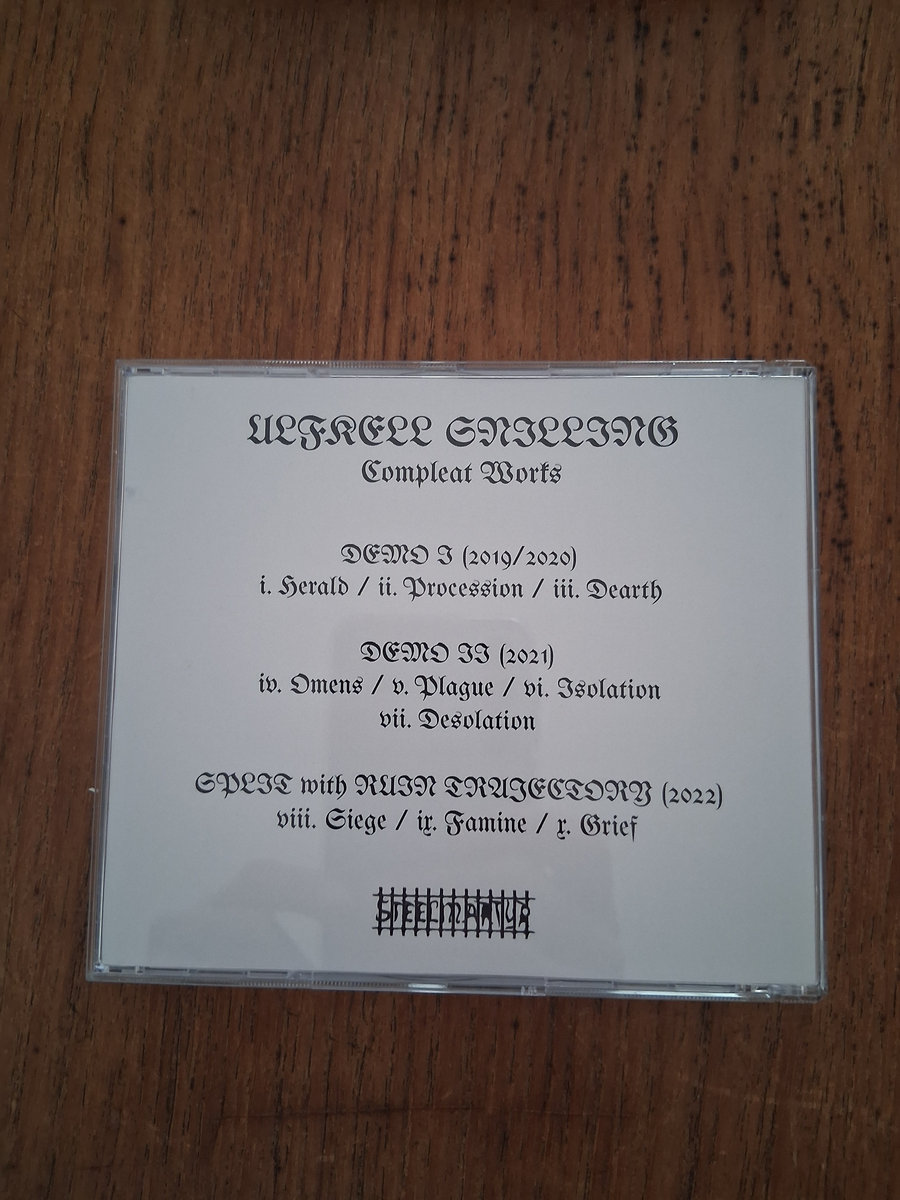 ULFKELL SNILLING
Compleat Works
DEMO I (2019/2020)
i. Herald / ii. Procession / iii. Dearth
DEMO II (2021)
iv. Omens / v. Plague / vi. Isolation
vii. Desolation
SPLIT with RUIN TRAJECTORY (2022)
viii. Siege / ix. Famine / x. Grief
STEELMARTYR